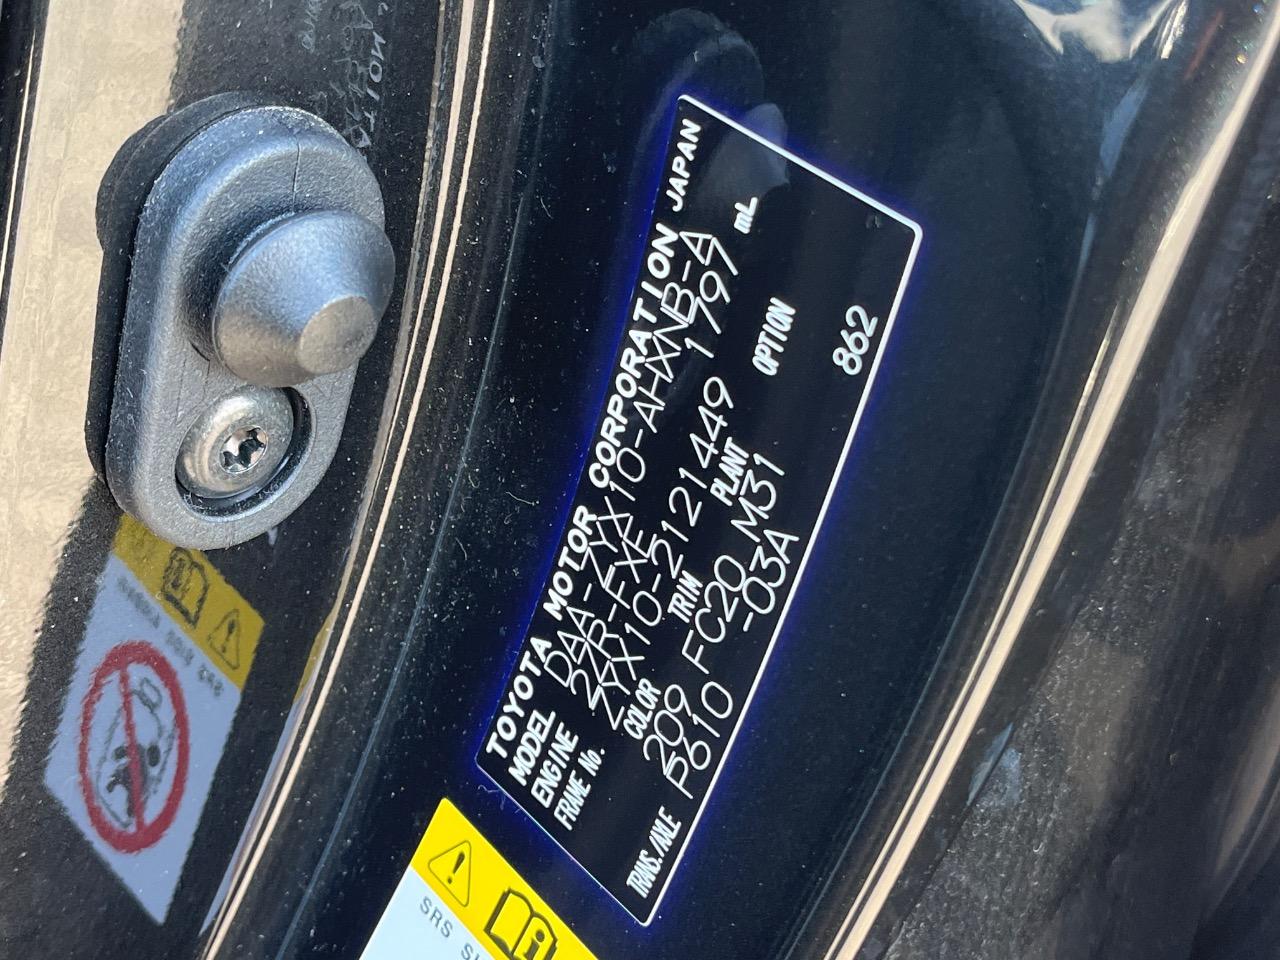 TOYOTA MOTOR CORPORATION JAPAN
MODEL DAA-ZYX10-AHXNB-A
ENGINE 2ZR-FXE 1797 mL
FRAME No. ZYX10-2121449
COLOR TRIM PLANT OPTION
209 FC20 M31
TRANS./AXLE P610 -03A 862
SRS